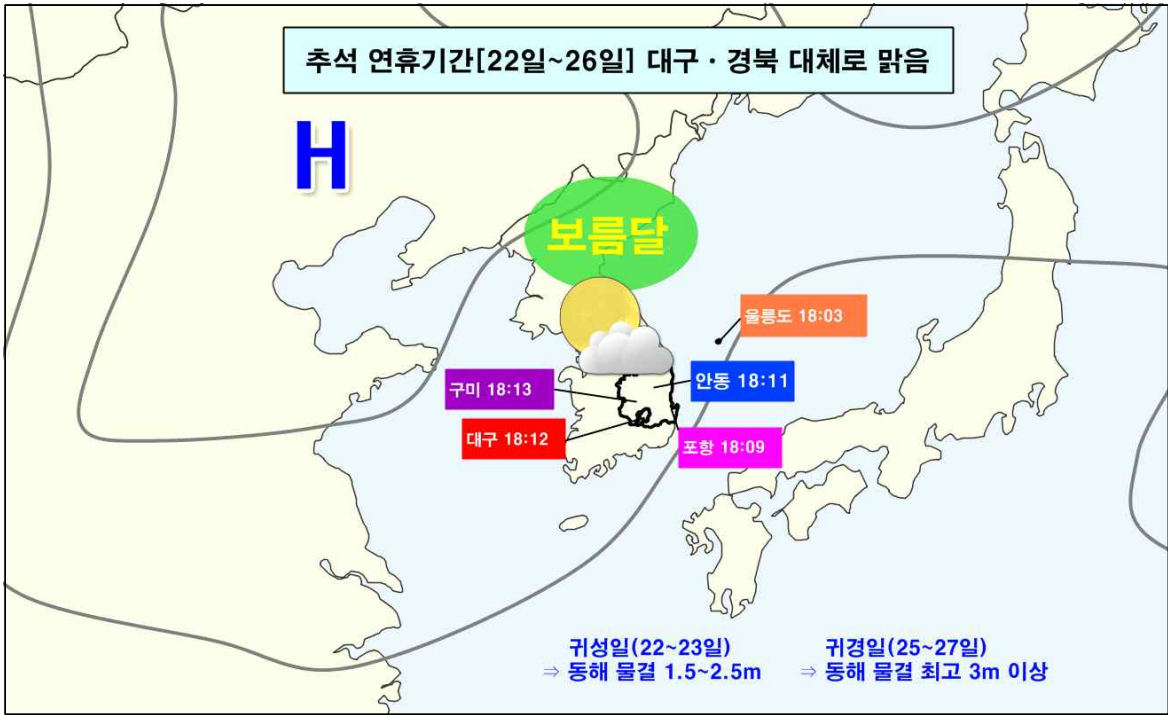 추석 연휴기간[22일~26일] 대구 · 경북 대체로 맑음
H
보름달
울릉도 18:03
안동 18:11
구미 18:13
대구 18:12
포항 18:09
귀성일(22~23일)
⇒ 동해 물결 1.5~2.5m
귀경일(25~27일)
⇒ 동해 물결 최고 3m 이상